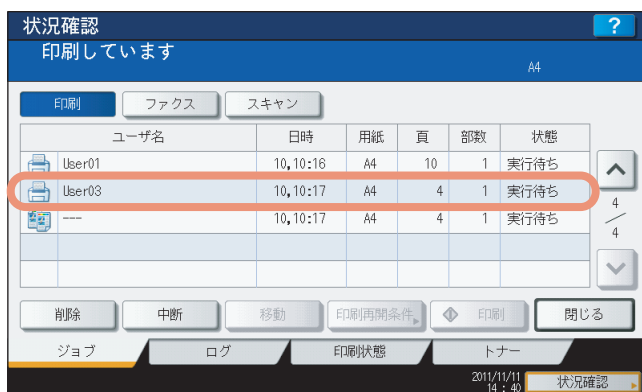 状況確認 ?
印刷しています
A4
印刷 ファクス スキャン
ユーザ名 日時 用紙 頁 部数 状態
User01 10,10:16 A4 10 1 実行待ち
User03 10,10:17 A4 4 1 実行待ち
--- 10,10:17 A4 4 1 実行待ち
4
4
削除 中断 移動 印刷再開条件 印刷 閉じる
ジョブ ログ 印刷状態 トナー
2011/11/11
14 : 40
状況確認